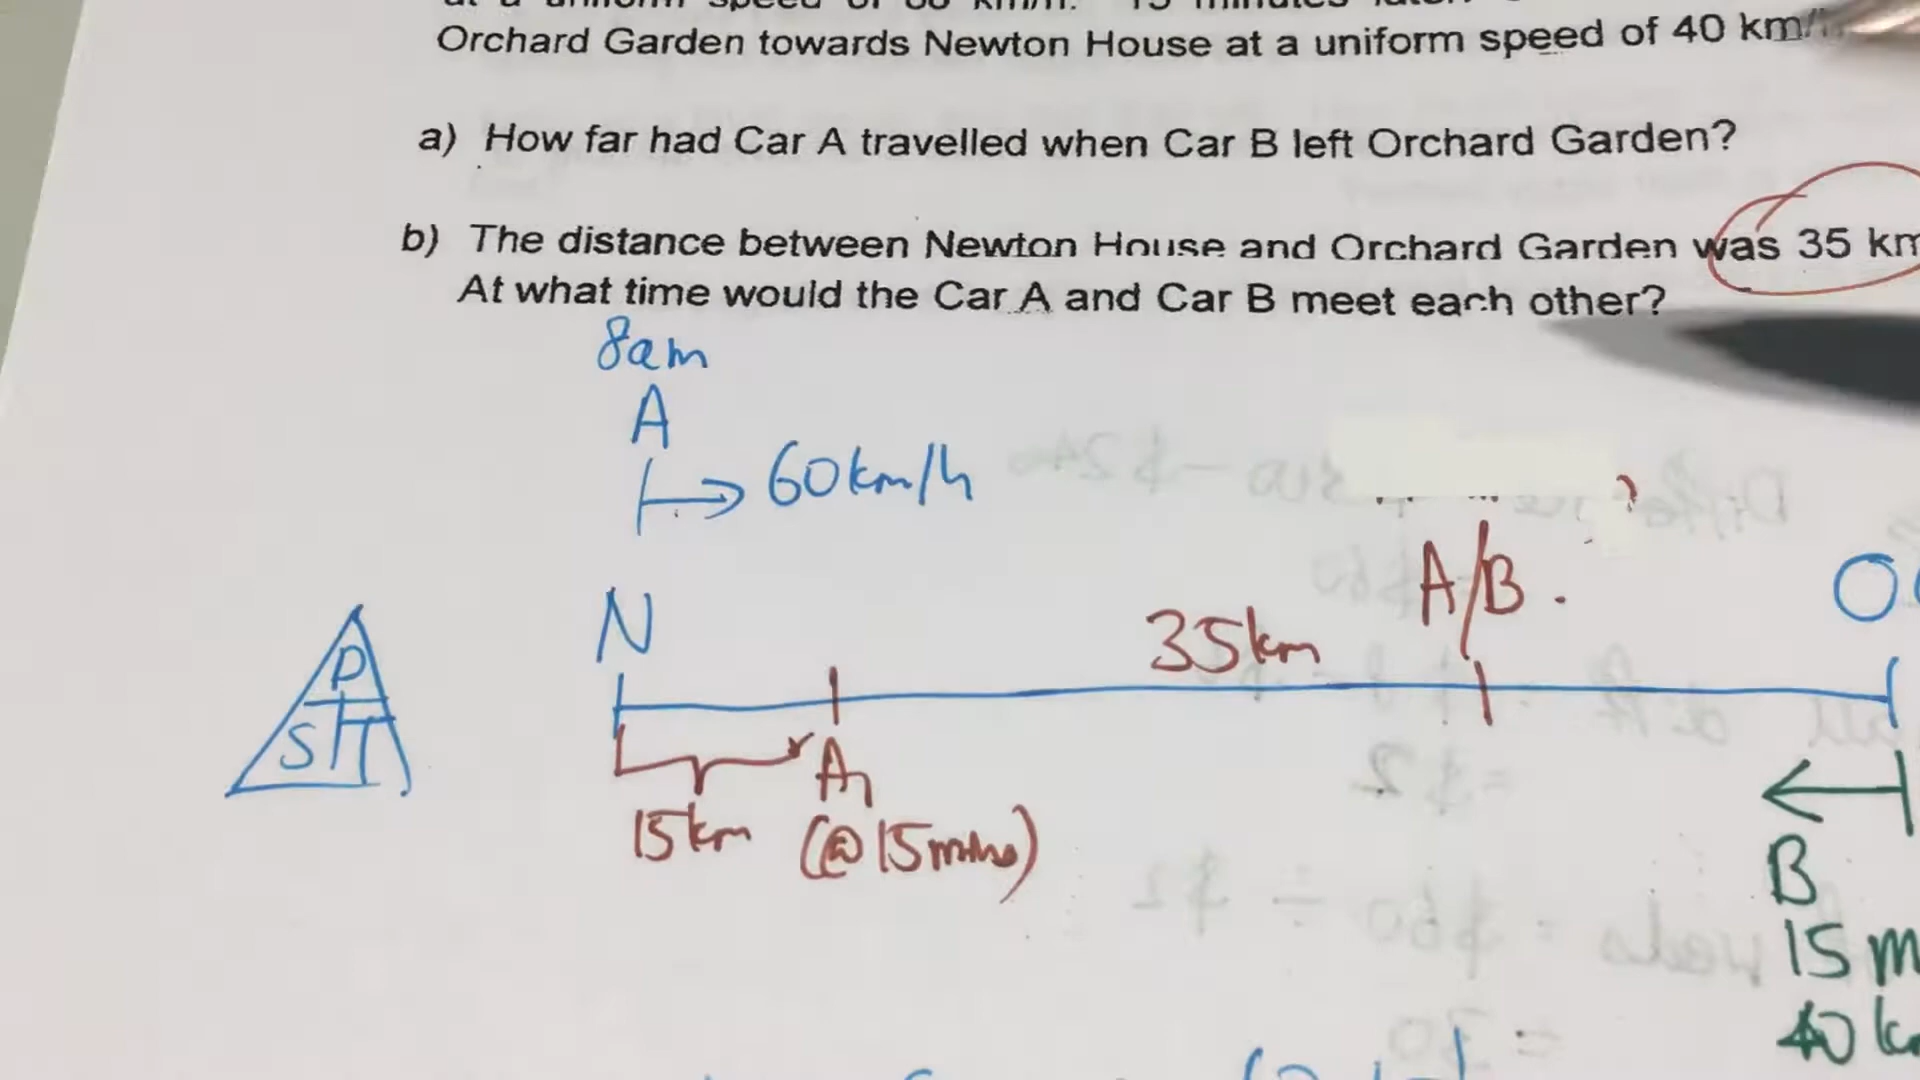 Orchard Garden towards Newton House at a uniform speed of 40 km/
a) How far had Car A travelled when Car B left Orchard Garden?
b) The distance between Newton House and Orchard Garden was 35 km
At what time would the Car A and Car B meet each other?
8am
A
60km/h
?
A/B.
N
35km
D
S T
A
15km (@15mins)
B
15 m
40 k